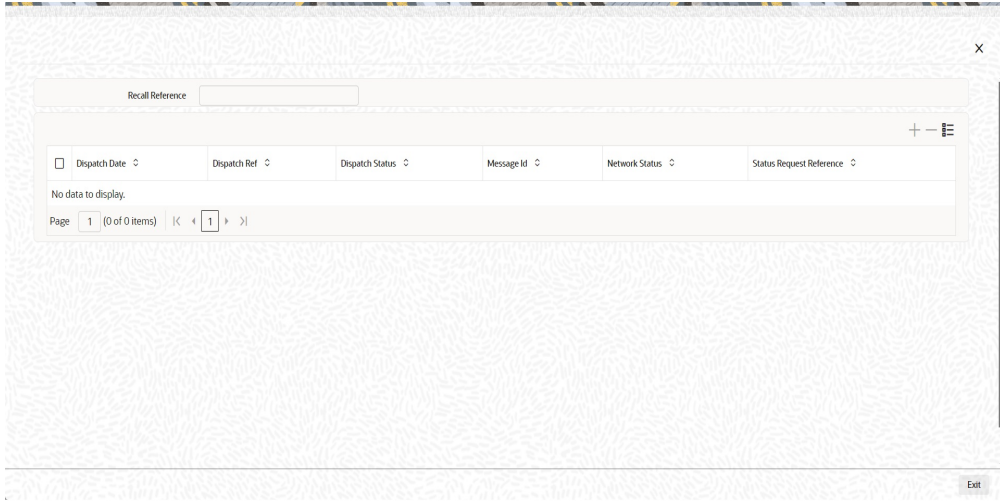 Recall Reference
Dispatch Date Dispatch Ref Dispatch Status Message Id Network Status Status Request Reference
No data to display.
Page 1 (0 of 0 items) 1
Exit